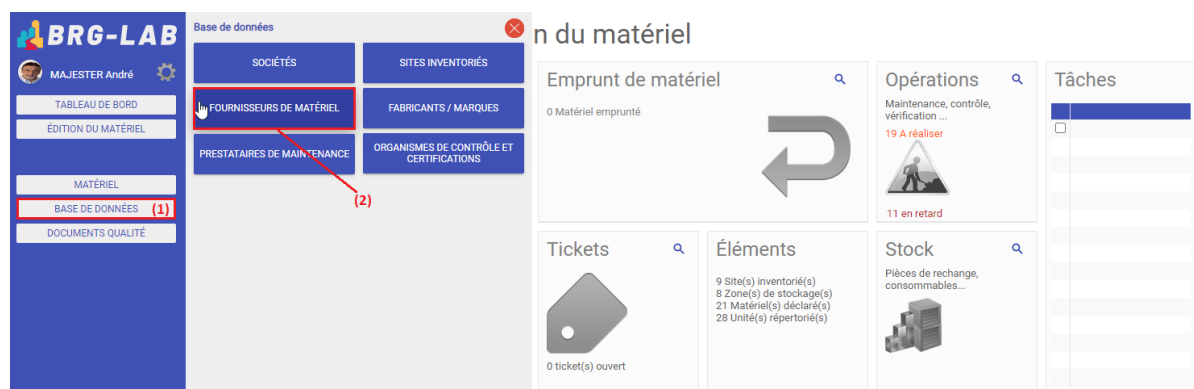 BRG-LAB
MAJESTER André
TABLEAU DE BORD
ÉDITION DU MATÉRIEL
MATÉRIEL
BASE DE DONNÉES (1)
DOCUMENTS QUALITÉ
Base de données
SOCIÉTÉS
SITES INVENTORIÉS
FOURNISSEURS DE MATÉRIEL
FABRICANTS / MARQUES
PRESTATAIRES DE MAINTENANCE
ORGANISMES DE CONTRÔLE ET
CERTIFICATIONS
(2)
n du matériel
Emprunt de matériel
0 Matériel emprunté
Opérations
Maintenance, contrôle,
vérification ...
19 A réaliser
11 en retard
Tâches
Tickets
0 ticket(s) ouvert
Éléments
9 Site(s) inventorié(s)
8 Zone(s) de stockage(s)
21 Matériel(s) déclaré(s)
28 Unité(s) répertorié(s)
Stock
Pièces de rechange,
consommables...